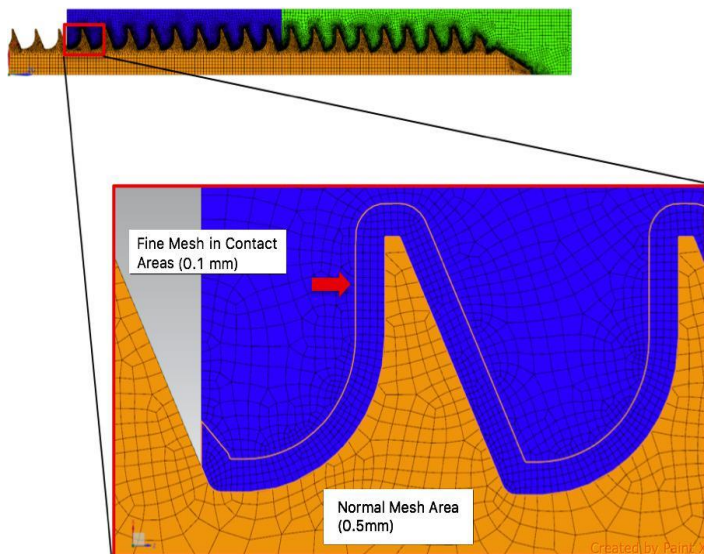 Fine Mesh in Contact
Areas (0.1 mm)
Normal Mesh Area
(0.5mm)
Created by Paint